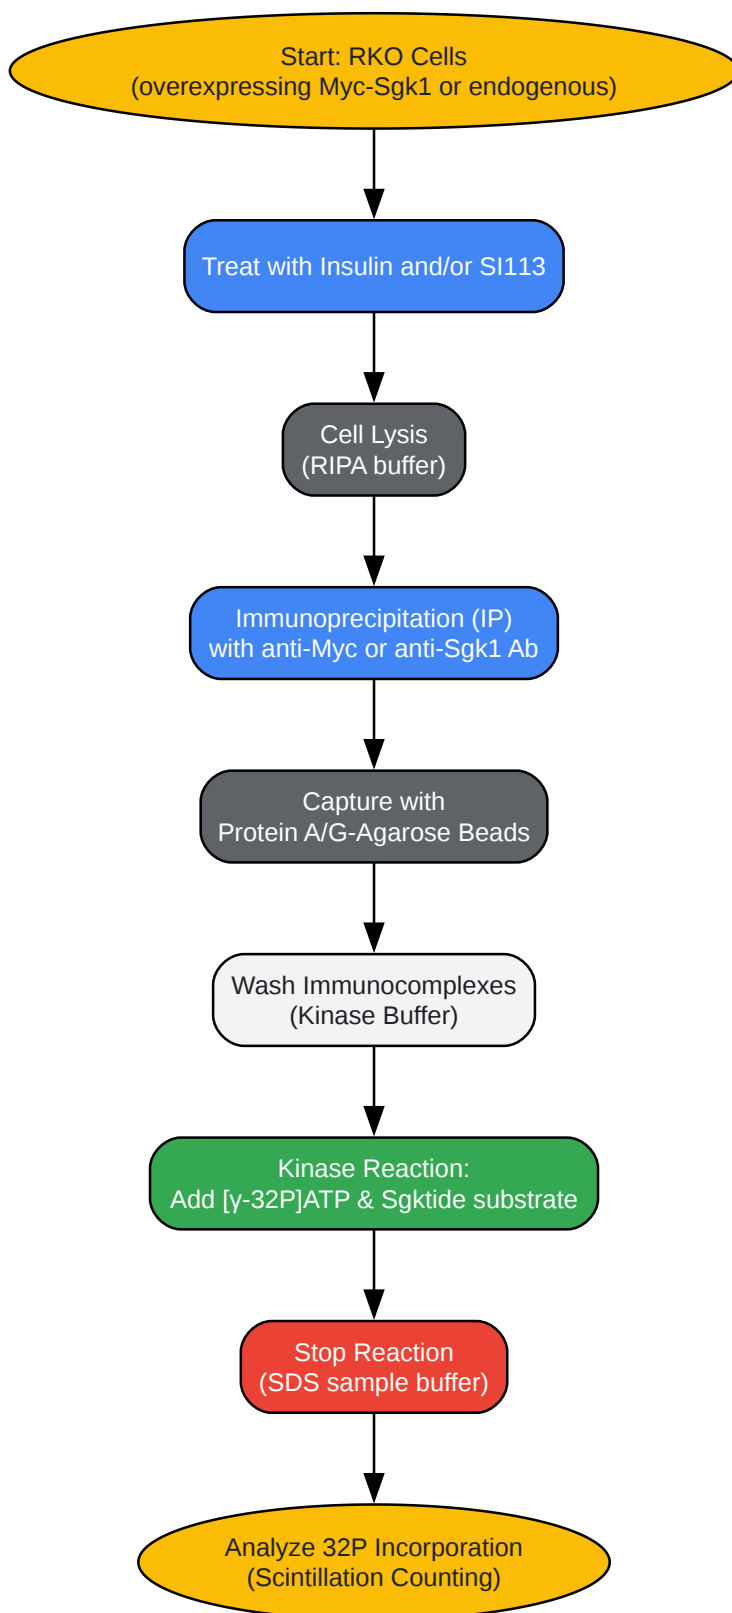 Start: RKO Cells
(overexpressing Myc-Sgk1 or endogenous)
Treat with Insulin and/or SI113
Cell Lysis
(RIPA buffer)
Immunoprecipitation (IP)
with anti-Myc or anti-Sgk1 Ab
Capture with
Protein A/G-Agarose Beads
Wash Immunocomplexes
(Kinase Buffer)
Kinase Reaction:
Add [γ-32P]ATP & Sgktide substrate
Stop Reaction
(SDS sample buffer)
Analyze 32P Incorporation
(Scintillation Counting)